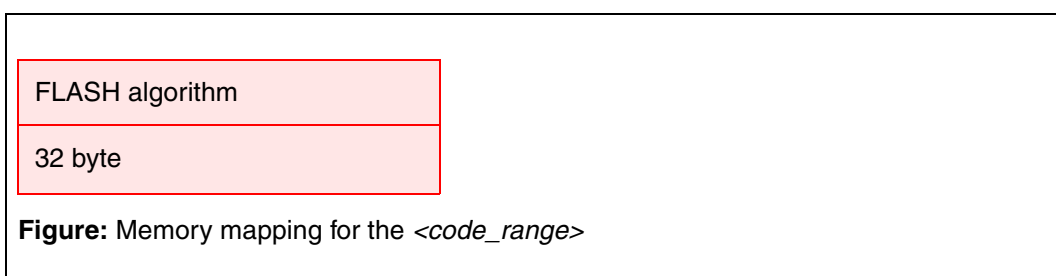 FLASH algorithm
32 byte
Figure: Memory mapping for the <code_range>